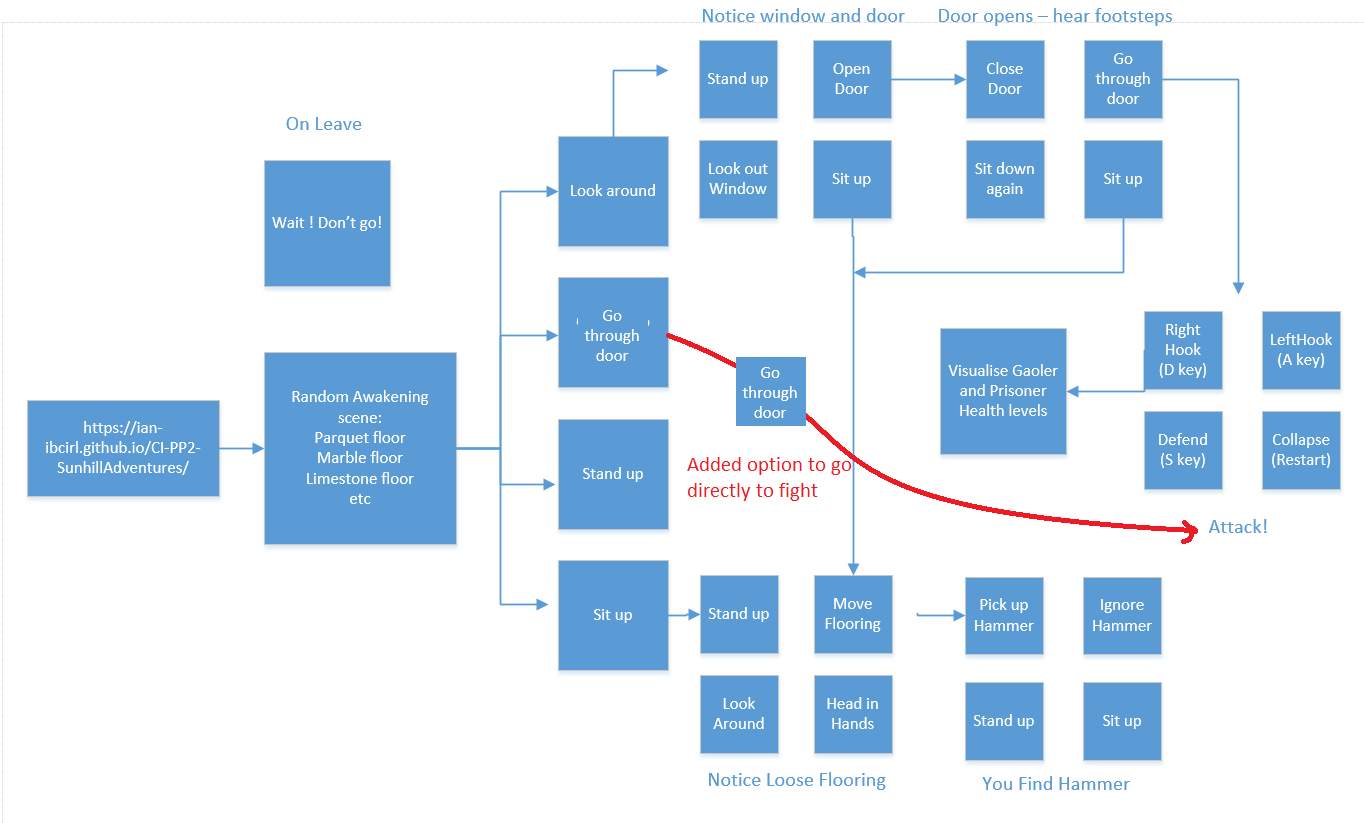 Notice window and door
Door opens – hear footsteps
Stand up
Open
Door
Close
Door
Go
through
door
On Leave
Wait ! Don't go!
Look around
Look out
Window
Sit up
Sit down
again
Sit up
Go
through
door
Right
Hook
(D key)
LeftHook
(A key)
Visualise Gaoler
and Prisoner
Health levels
Go
through
door
Random Awakening
scene:
Parquet floor
Marble floor
Limestone floor
etc
https://ian-
ibcirl.github.io/CI-PP2-
SunhillAdventures/
Defend
(S key)
Collapse
(Restart)
Stand up
Added option to go
directly to fight
Attack!
Sit up
Stand up
Move
Flooring
Pick up
Hammer
Ignore
Hammer
Look
Around
Head in
Hands
Stand up
Sit up
Notice Loose Flooring
You Find Hammer